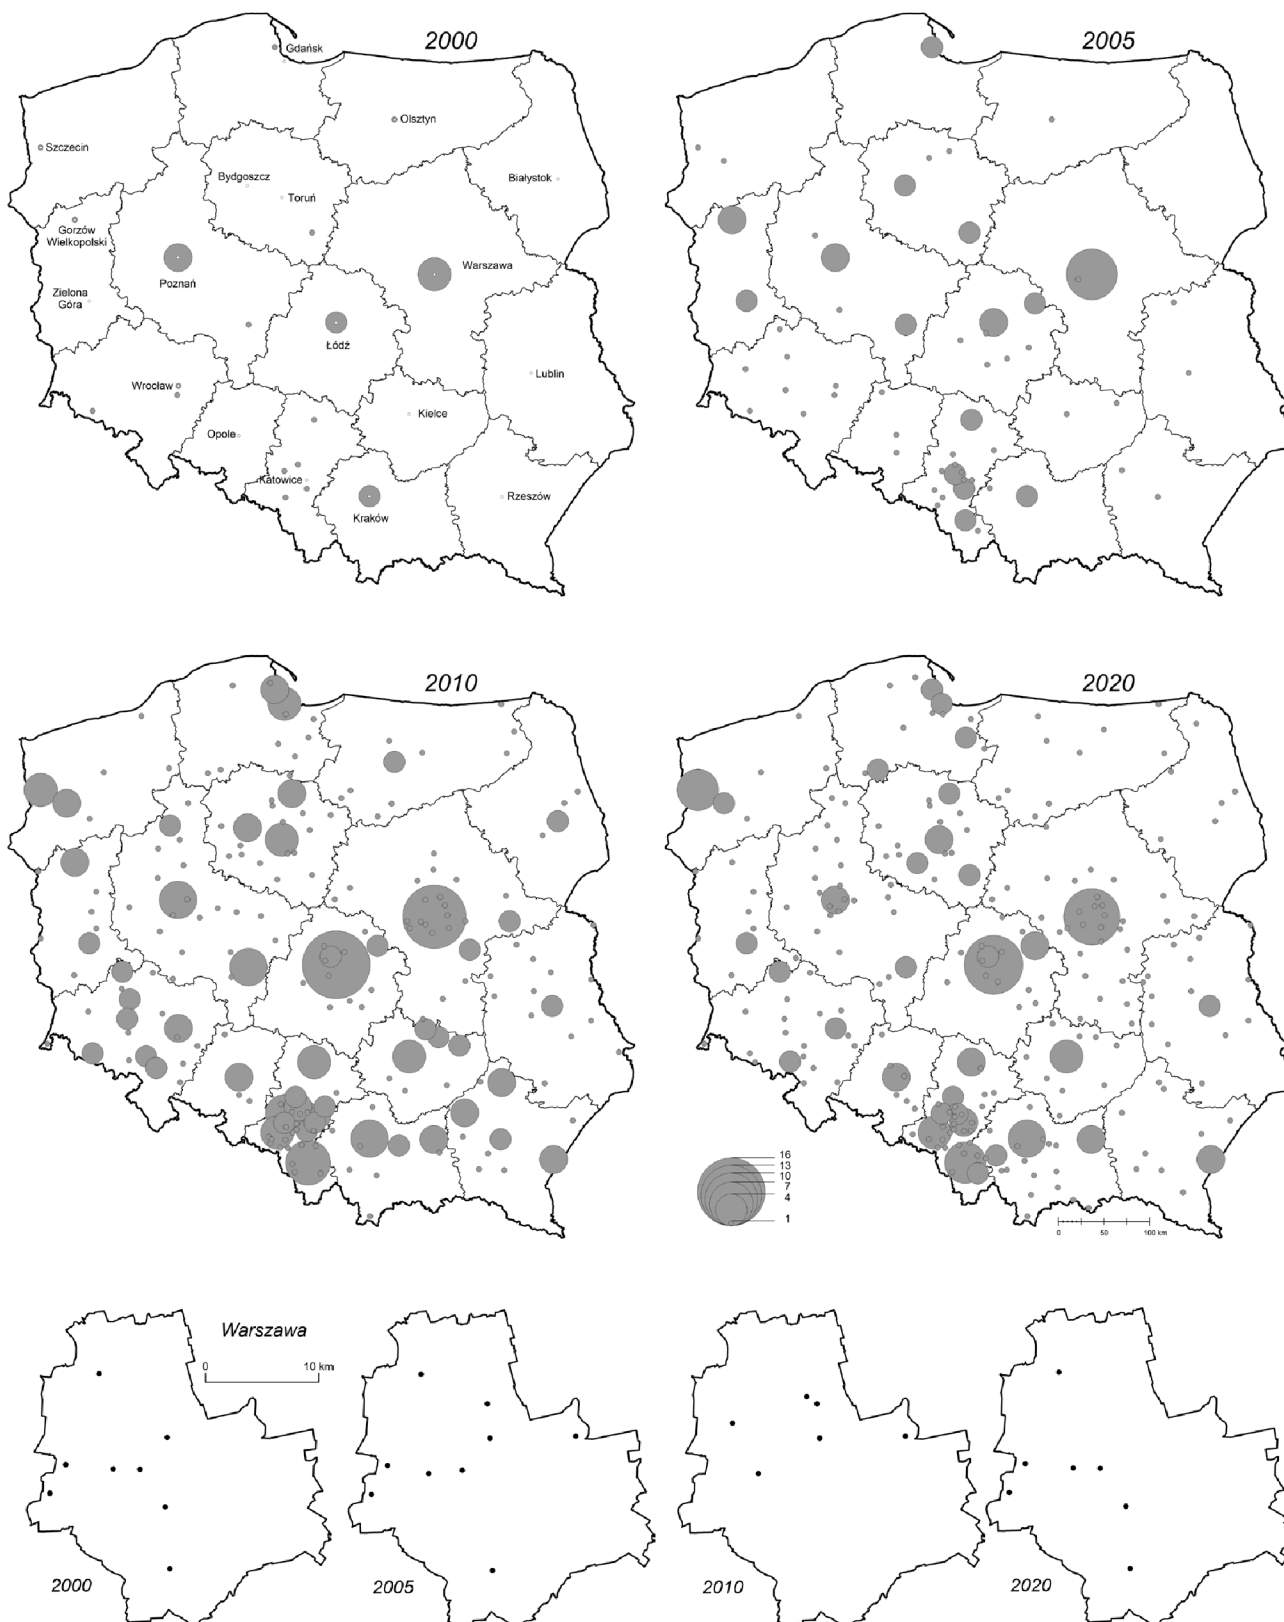 2000
Gdańsk
Olsztyn
Szczecin
Bydgoszcz
Toruń
Białystok
Gorzów
Wielkopolski
Poznań
Warszawa
Zielona
Góra
Łódź
Wrocław
Lublin
Kielce
Opole
Katowice
Kraków
Rzeszów
2005
2010
2020
16
13
10
7
4
1
0 50 100 km
Warszawa
0 10 km
2000
2005
2010
2020